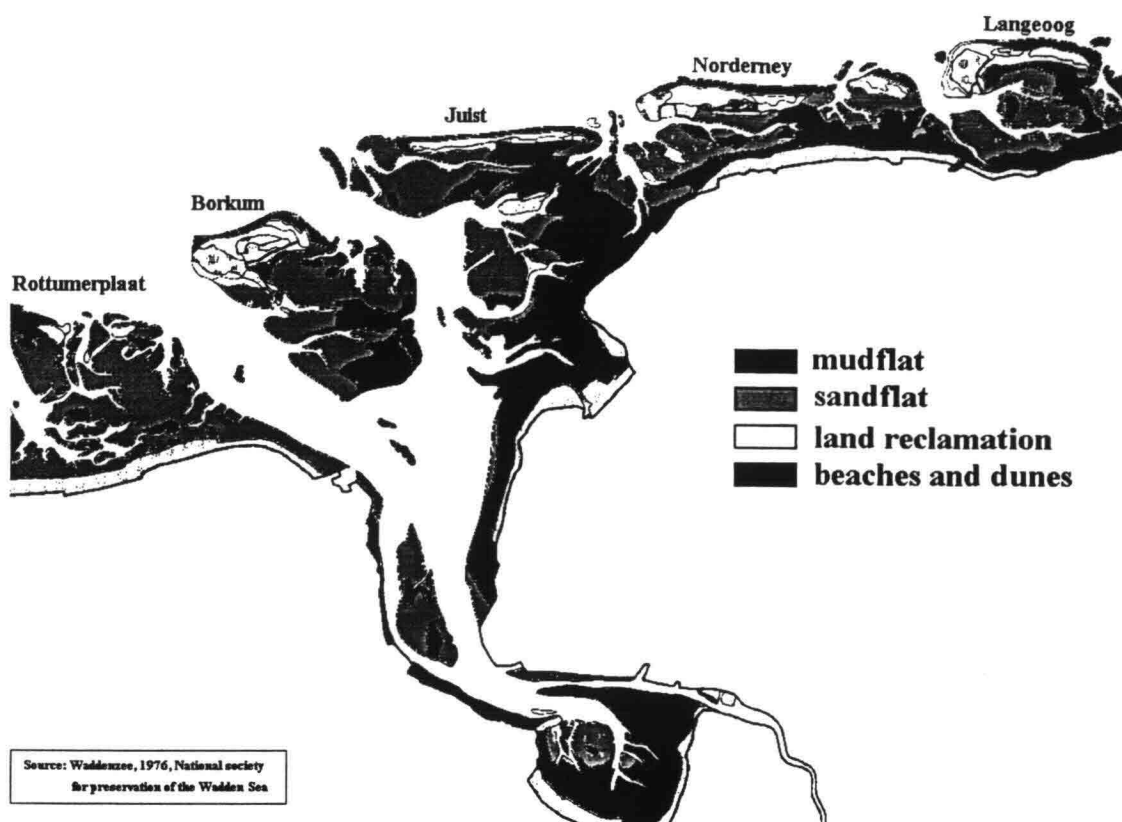 Langeoog
Norderney
Juist
Borkum
Rottumerplaat
mudflat
sandflat
land reclamation
beaches and dunes
Source: Waddenzee, 1976, National society
for preservation of the Wadden Sea